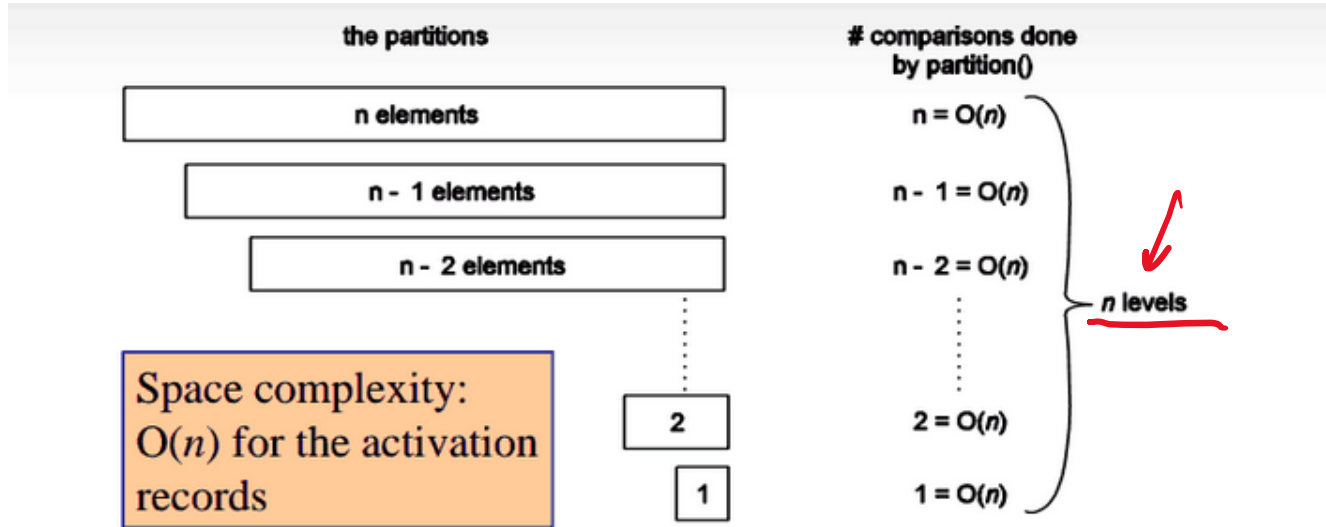 the partitions
# comparisons done
by partition()
n elements
n = O(n)
n - 1 elements
n - 1 = O(n)
n - 2 elements
n - 2 = O(n)
n levels
Space complexity:
O(n) for the activation
records
2
2 = O(n)
1
1 = O(n)